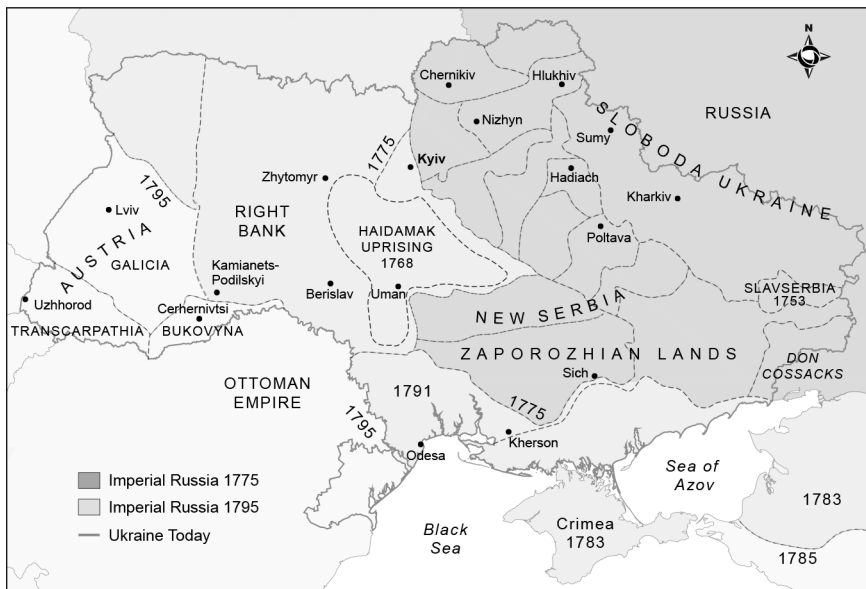 N
Chernikiv
Hlukhiv
RUSSIA
Nizhyn
SLOBODA UKRAINE
Sumy
1775
Kyiv
Zhytomyr
Hadiach
1795
Kharkiv
Lviv
RIGHT
BANK
HAIDAMAK
UPRISING
1768
Poltava
AUSTRIA
GALICIA
Kamianets-
Podilskyi
Berislav
Uman
SLAVSERBIA
1753
Uzhhorod
Cerhernivtsi
NEW SERBIA
TRANSCARPATHIA
BUKOVYNA
ZAPOROZHIAN LANDS
DON
COSSACKS
Sich
OTTOMAN
EMPIRE
1791
1775
1795
Kherson
Odesa
Sea of
Azov
1783
Imperial Russia 1775
Imperial Russia 1795
Ukraine Today
Black
Sea
Crimea
1783
1785